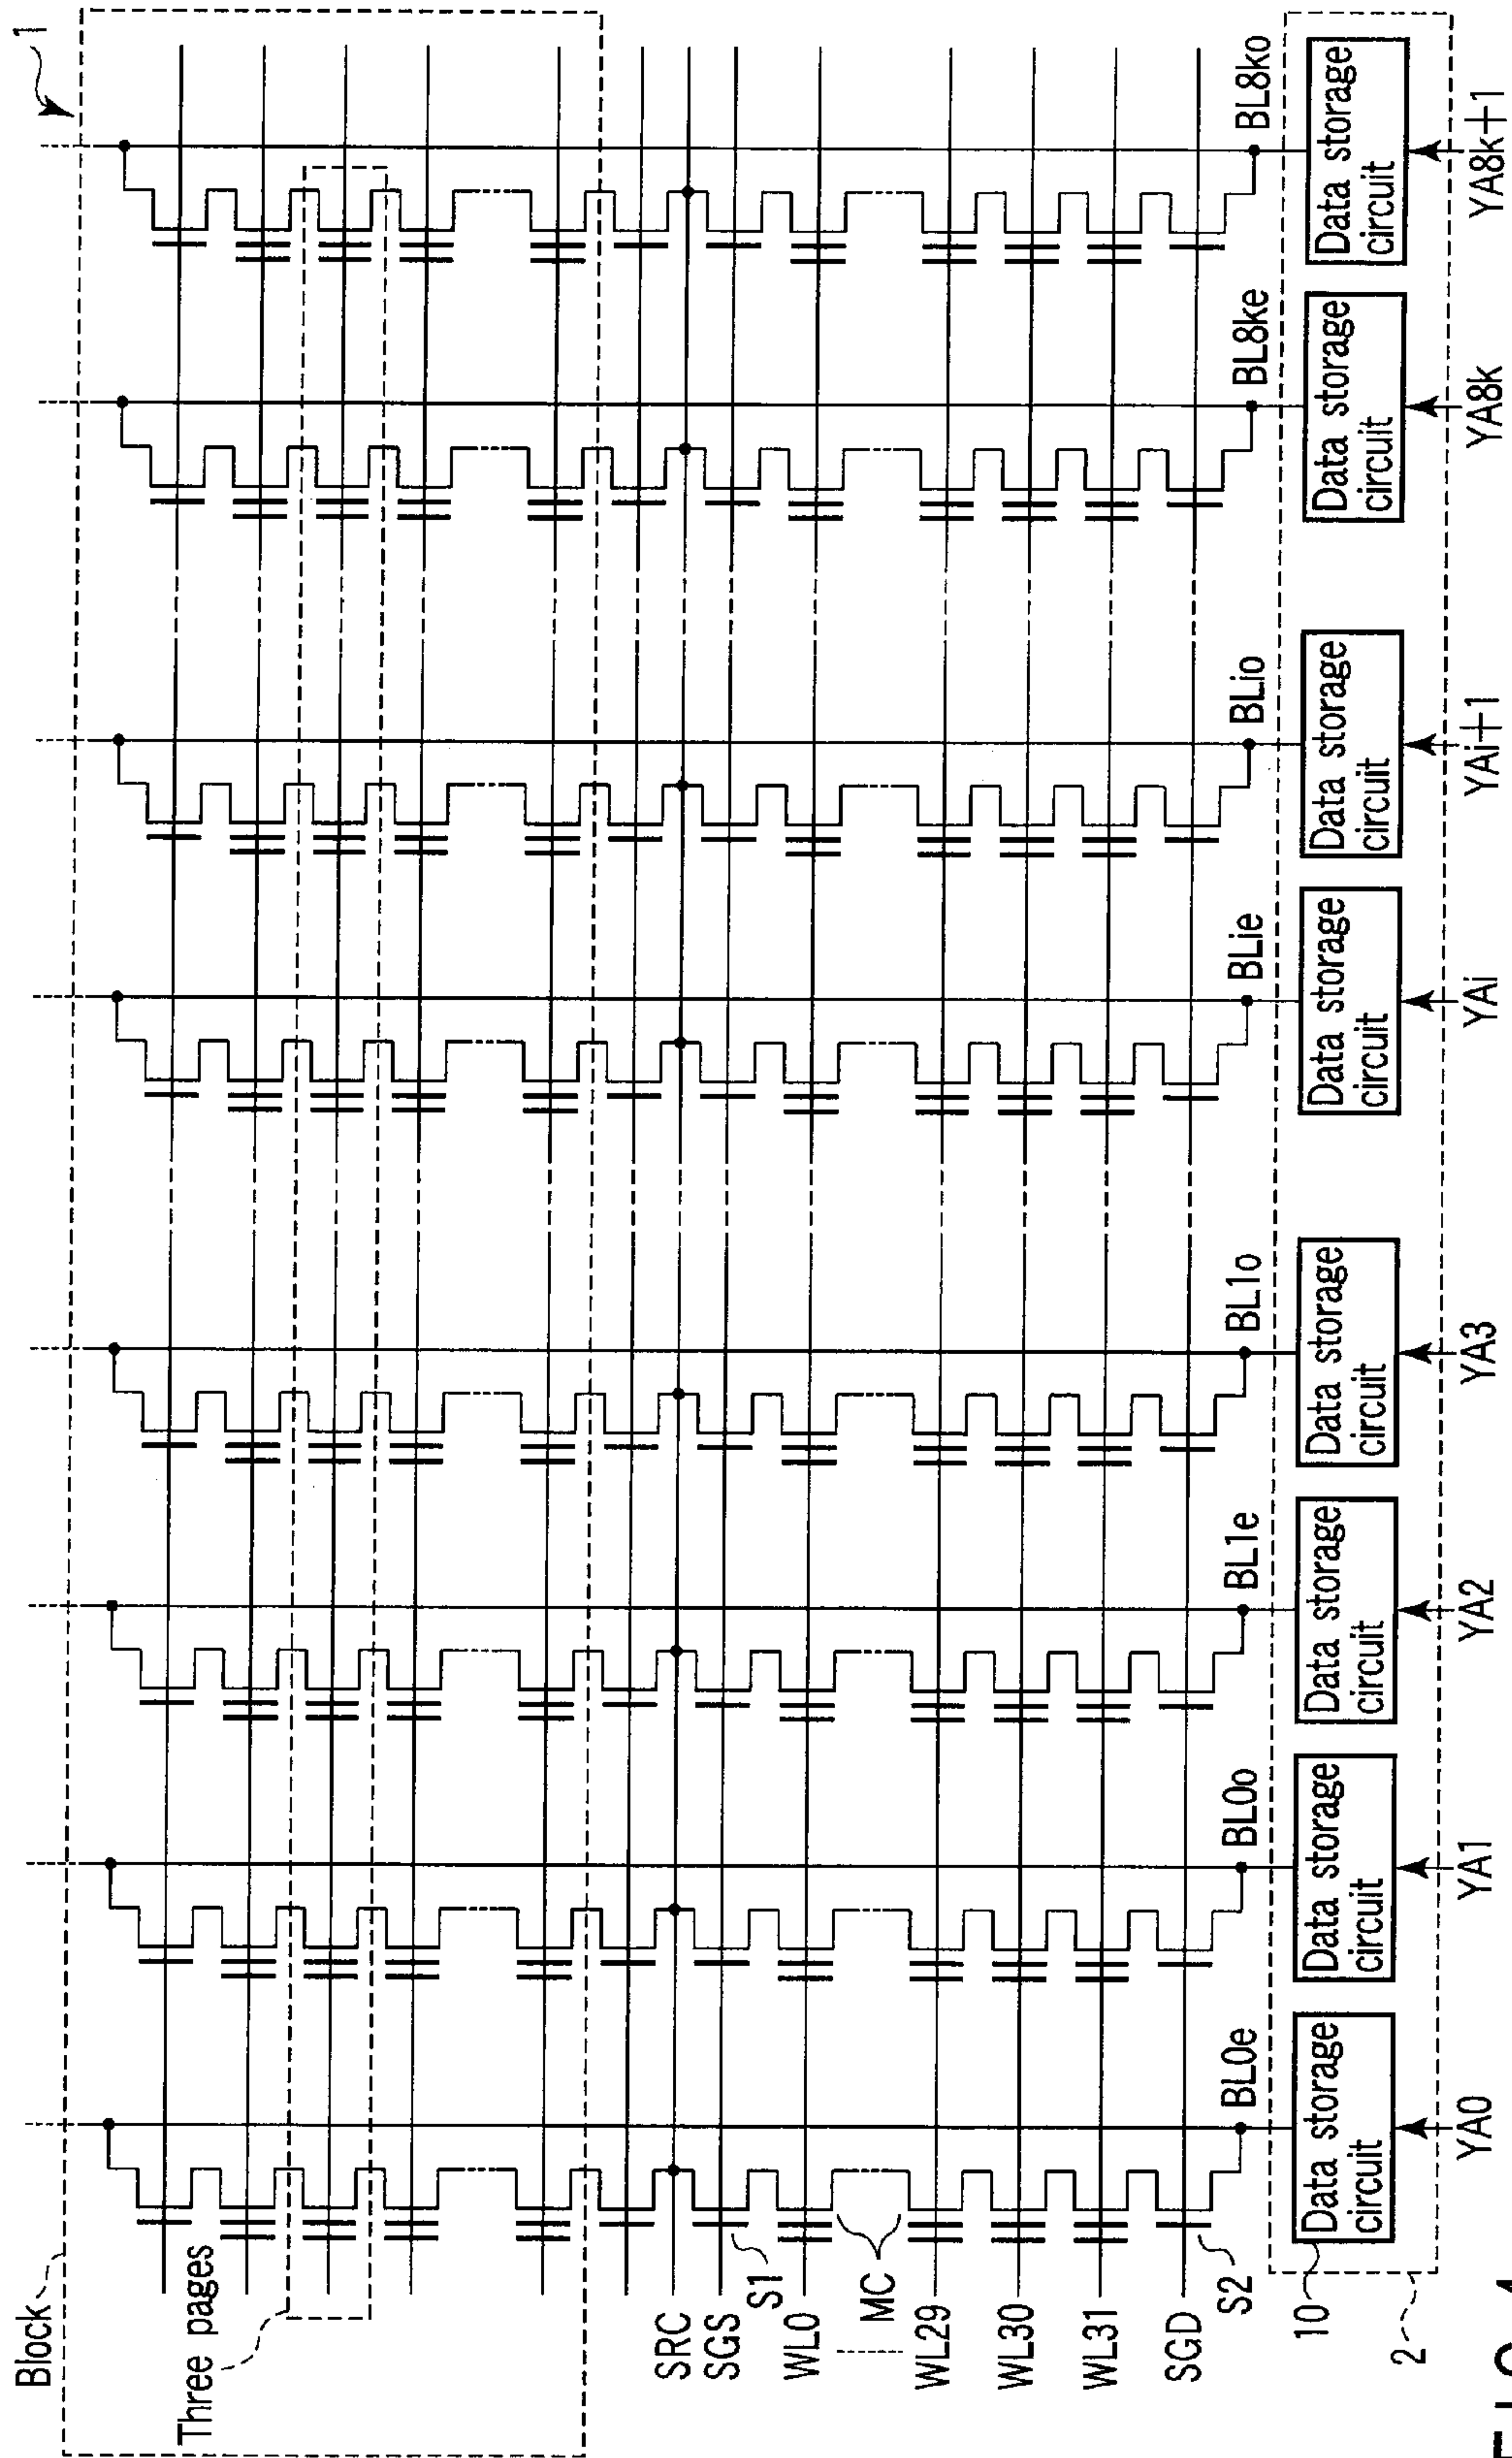 1
Block
Three pages
SRC
SGS
S1
WL0
MC
WL29
WL30
WL31
SGD
S2
BL0e
BL0o
BL1e
BL1o
BLie
BLio
BL8ke
BL8ko
10
Data storage
circuit
Data storage
circuit
Data storage
circuit
Data storage
circuit
Data storage
circuit
Data storage
circuit
Data storage
circuit
Data storage
circuit
2
YA0
YA1
YA2
YA3
YAi
YAi+1
YA8k
YA8k+1